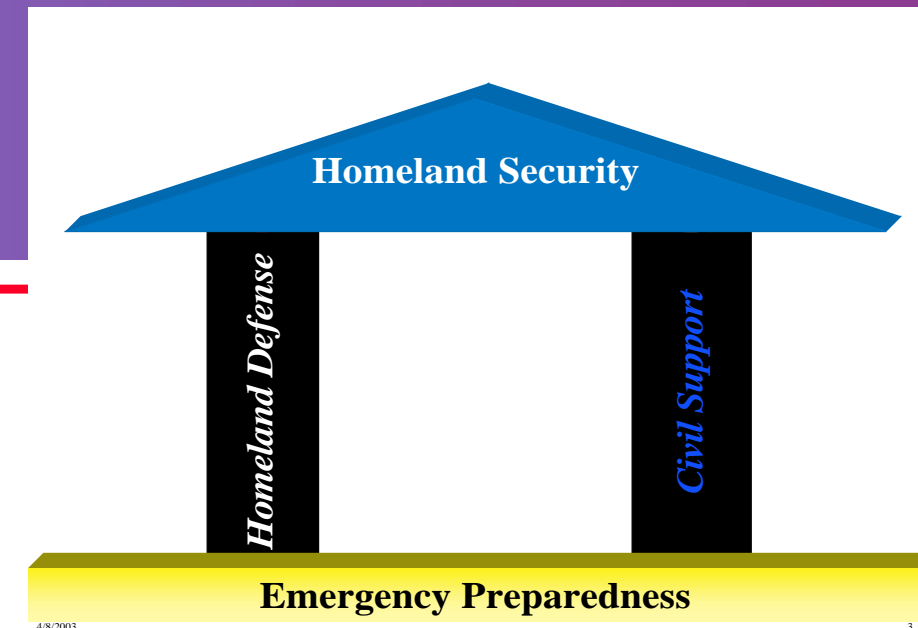 Homeland Security
Homeland Defense
Civil Support
Emergency Preparedness
4/8/2003
3